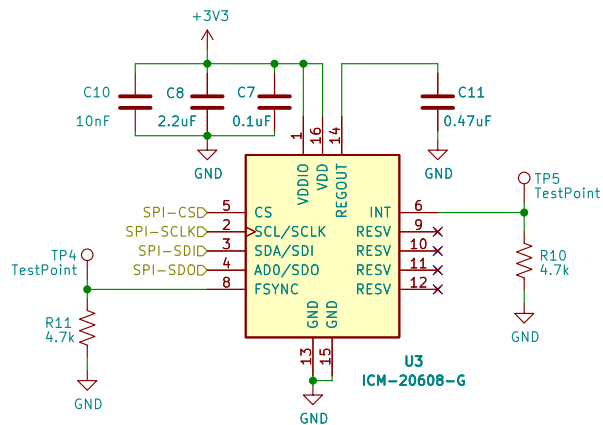 +3V3
C10
10nF
C8
2.2uF
C7
0.1uF
C11
0.47uF
GND
GND
1
16
14
VDDIO
VDD
REGOUT
TP5
TestPoint
SPI-CS
5
CS
INT
6
SPI-SCLK
2
SCL/SCLK
RESV
9
SPI-SDI
3
SDA/SDI
RESV
10
SPI-SDO
4
AD0/SDO
RESV
11
8
FSYNC
RESV
12
TP4
TestPoint
R10
4.7k
R11
4.7k
GND
GND
GND
GND
13
15
U3
ICM-20608-G
GND